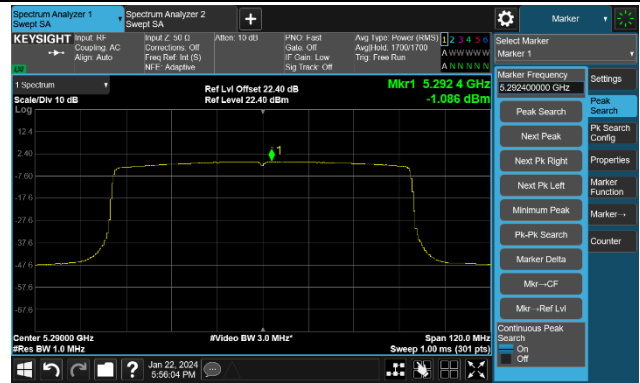 Spectrum Analyzer 1
Swept SA
Spectrum Analyzer 2
Swept SA
+
Marker
KEYSIGHT
Input: RF
Coupling: AC
Align: Auto
Input Z: 50 Ω
Corrections: Off
Freq Ref: Int (S)
NFE: Adaptive
Atten: 10 dB
PNO: Fast
Gate: Off
IF Gain: Low
Sig Track: Off
Avg Type: Power (RMS)
Avg|Hold: 1700/1700
Trig: Free Run
1 2 3 4 5 6
A W W W W W
A N N N N N
LVI
Select Marker
Marker 1
1 Spectrum
Scale/Div 10 dB
Log
Ref Lvl Offset 22.40 dB
Ref Level 22.40 dBm
Mkr1 5.292 4 GHz
-1.086 dBm
12.4
2.40
-7.60
-17.6
-27.6
-37.6
-47.6
-57.6
-67.6
1
Center 5.29000 GHz
#Res BW 1.0 MHz
#Video BW 3.0 MHz*
Span 120.0 MHz
Sweep 1.00 ms (301 pts)
Marker Frequency
5.292400000 GHz
Peak Search
Next Peak
Next Pk Right
Next Pk Left
Minimum Peak
Pk-Pk Search
Marker Delta
Mkr→CF
Mkr→Ref Lvl
Continuous Peak
Search
On
Off
Settings
Peak
Search
Pk Search
Config
Properties
Marker
Function
Marker→
Counter
?
Jan 22, 2024
5:56:04 PM